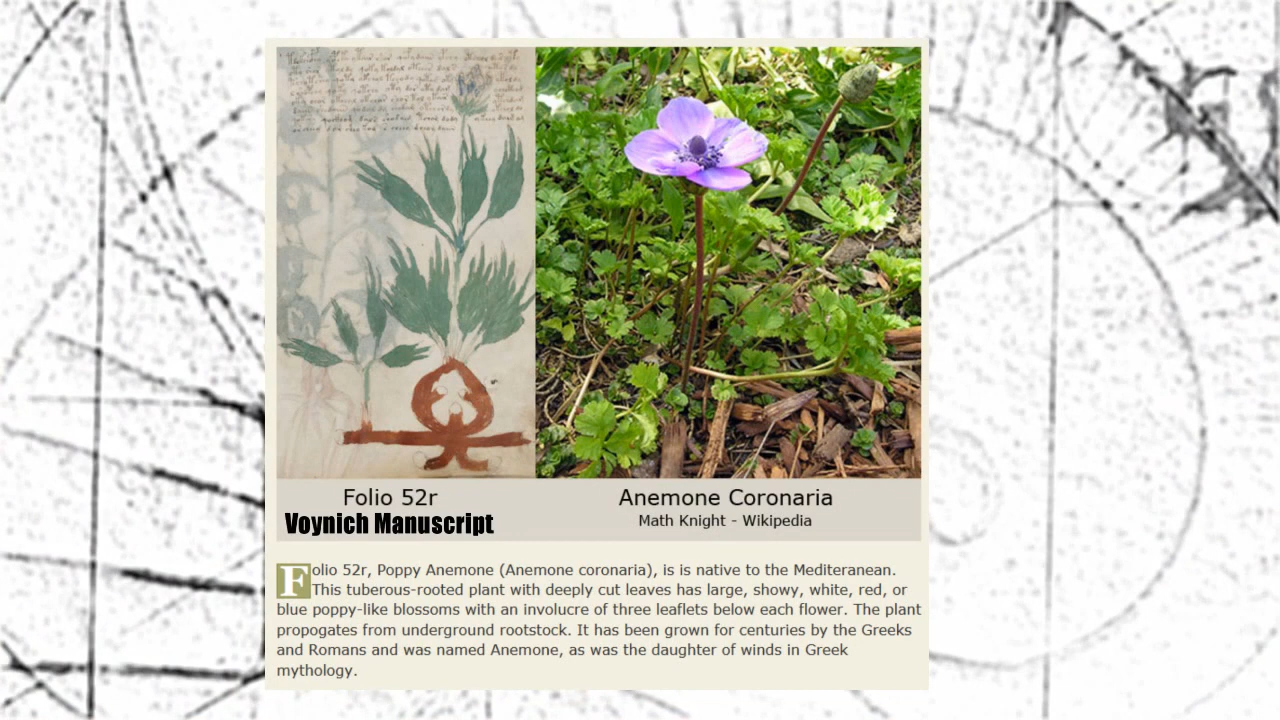 Folio 52r
Voynich Manuscript
Anemone Coronaria
Math Knight - Wikipedia
Folio 52r, Poppy Anemone (Anemone coronaria), is is native to the Mediteranean.
This tuberous-rooted plant with deeply cut leaves has large, showy, white, red, or
blue poppy-like blossoms with an involucre of three leaflets below each flower. The plant
propogates from underground rootstock. It has been grown for centuries by the Greeks
and Romans and was named Anemone, as was the daughter of winds in Greek
mythology.